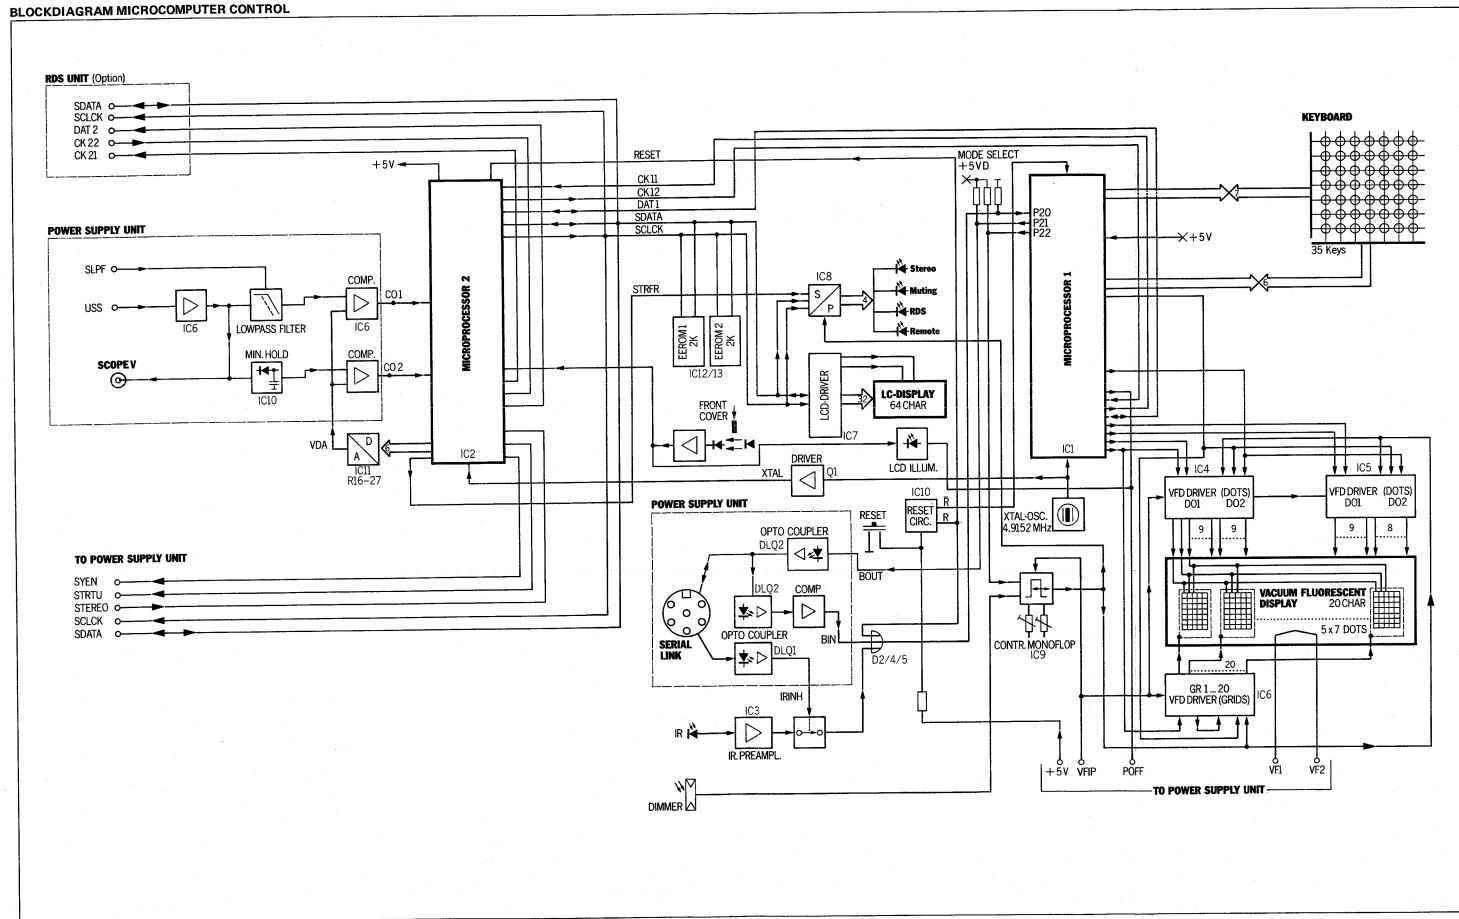 BLOCKDIAGRAM MICROCOMPUTER CONTROL
RDS UNIT (Option)
SDATA
SCLCK
DAT 2
CK 22
CK 21
POWER SUPPLY UNIT
SLPF
USS
IC6
LOWPASS FILTER
COMP.
IC6
CO1
SCOPE V
MIN. HOLD
IC10
COMP.
CO2
VDA
D
A
IC11
R16-27
6
+5V
MICROPROCESSOR 2
IC2
TO POWER SUPPLY UNIT
SYEN
STRTU
STEREO
SCLCK
SDATA
RESET
CK11
CK12
DAT1
SDATA
SCLCK
STRFR
EEROM 1
2K
EEROM 2
2K
IC12/13
IC8
S
P
4
Stereo
Muting
RDS
Remote
LCD-DRIVER
32
LC-DISPLAY
64 CHAR
IC7
FRONT
COVER
LCD ILLUM.
XTAL
DRIVER
Q1
MODE SELECT
+5VD
P20
P21
P22
MICROPROCESSOR 1
IC1
+5V
KEYBOARD
7
35 Keys
6
POWER SUPPLY UNIT
OPTO COUPLER
DLQ2
DLQ2
COMP
OPTO COUPLER
DLQ1
SERIAL
LINK
BIN
BOUT
IRINH
D2/4/5
RESET
IC10
RESET
CIRC.
R
R
XTAL-OSC.
4.9152 MHz
CONTR. MONOFLOP
IC9
IR
IC3
IR. PREAMPL.
DIMMER
IC4
VFD DRIVER (DOTS)
DO1 DO2
9 9
IC5
VFD DRIVER (DOTS)
DO1 DO2
9 8
VACUUM FLUORESCENT
DISPLAY
20 CHAR
5 x 7 DOTS
20
GR 1 ... 20
VFD DRIVER (GRIDS)
IC6
+5V
VFIP
POFF
VF1
VF2
TO POWER SUPPLY UNIT